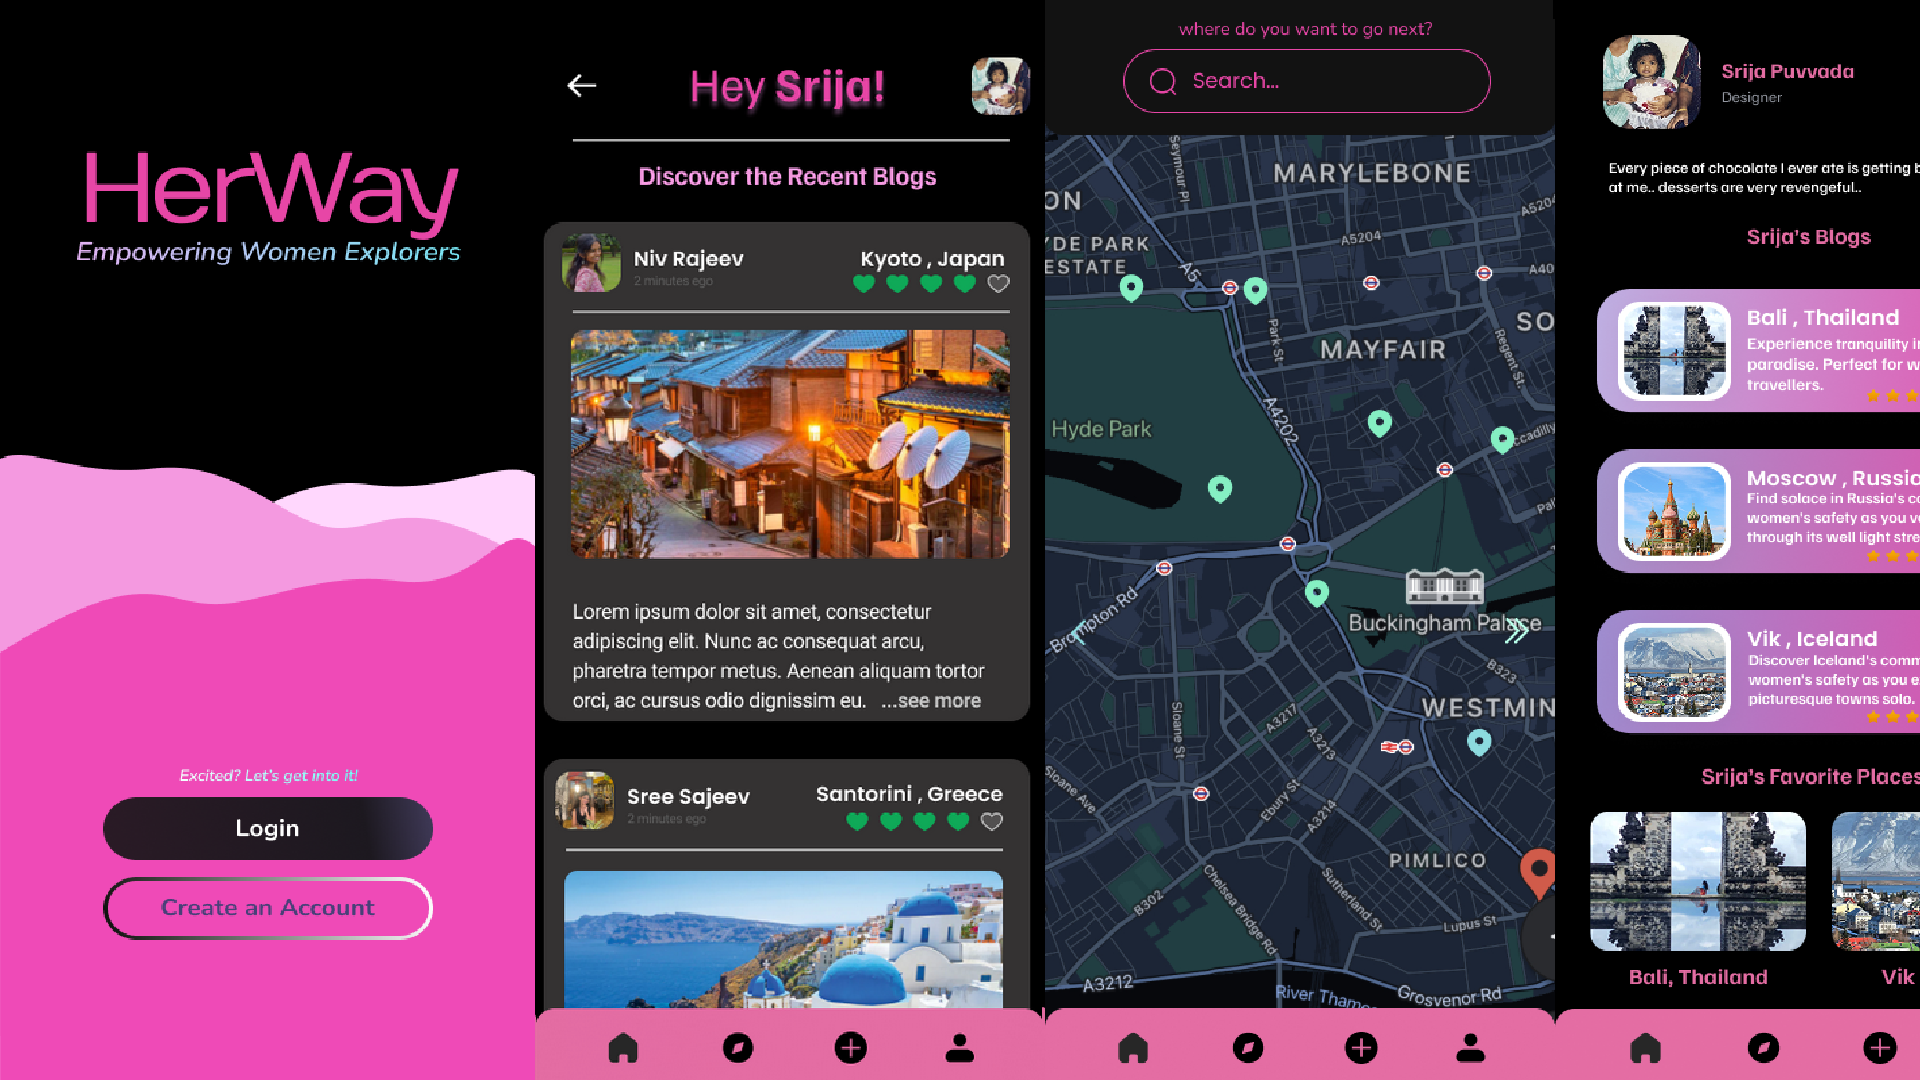 HerWay
Empowering Women Explorers
Excited? Let's get into it!
Login
Create an Account
Hey Srija!
Discover the Recent Blogs
Niv Rajeev
2 minutes ago
Kyoto , Japan
Lorem ipsum dolor sit amet, consectetur
adipiscing elit. Nunc ac consequat arcu,
pharetra tempor metus. Aenean aliquam tortor
orci, ac cursus odio dignissim eu. ...see more
Sree Sajeev
2 minutes ago
Santorini , Greece
where do you want to go next?
Search...
Seymour Pl
MARYLEBONE
ON
YDE PARK
ESTATE
A5204
A5204
A5
A40
Park St
SO
MAYFAIR
Regent St.
Hyde Park
A4202
ccadilly
Pal
Brompton Rd
Buckingham Palace
B323
WESTMIN
Sloane St
A3217
A3213
Sloane Ave
Ebury St
A3214
PIMLICO
B302
Chelsea Bridge Rd
Sutherland St
Lupus St
A3212
River Thames
Grosvenor Rd
Srija Puvvada
Designer
Every piece of chocolate I ever ate is getting b
at me.. desserts are very revengeful..
Srija's Blogs
Bali , Thailand
Experience tranquility in
paradise. Perfect for w
travellers.
Moscow , Russia
Find solace in Russia's co
women's safety as you ve
through its well light stre
Vik , Iceland
Discover Iceland's comm
women's safety as you e
picturesque towns solo.
Srija's Favorite Places
Bali, Thailand
Vik